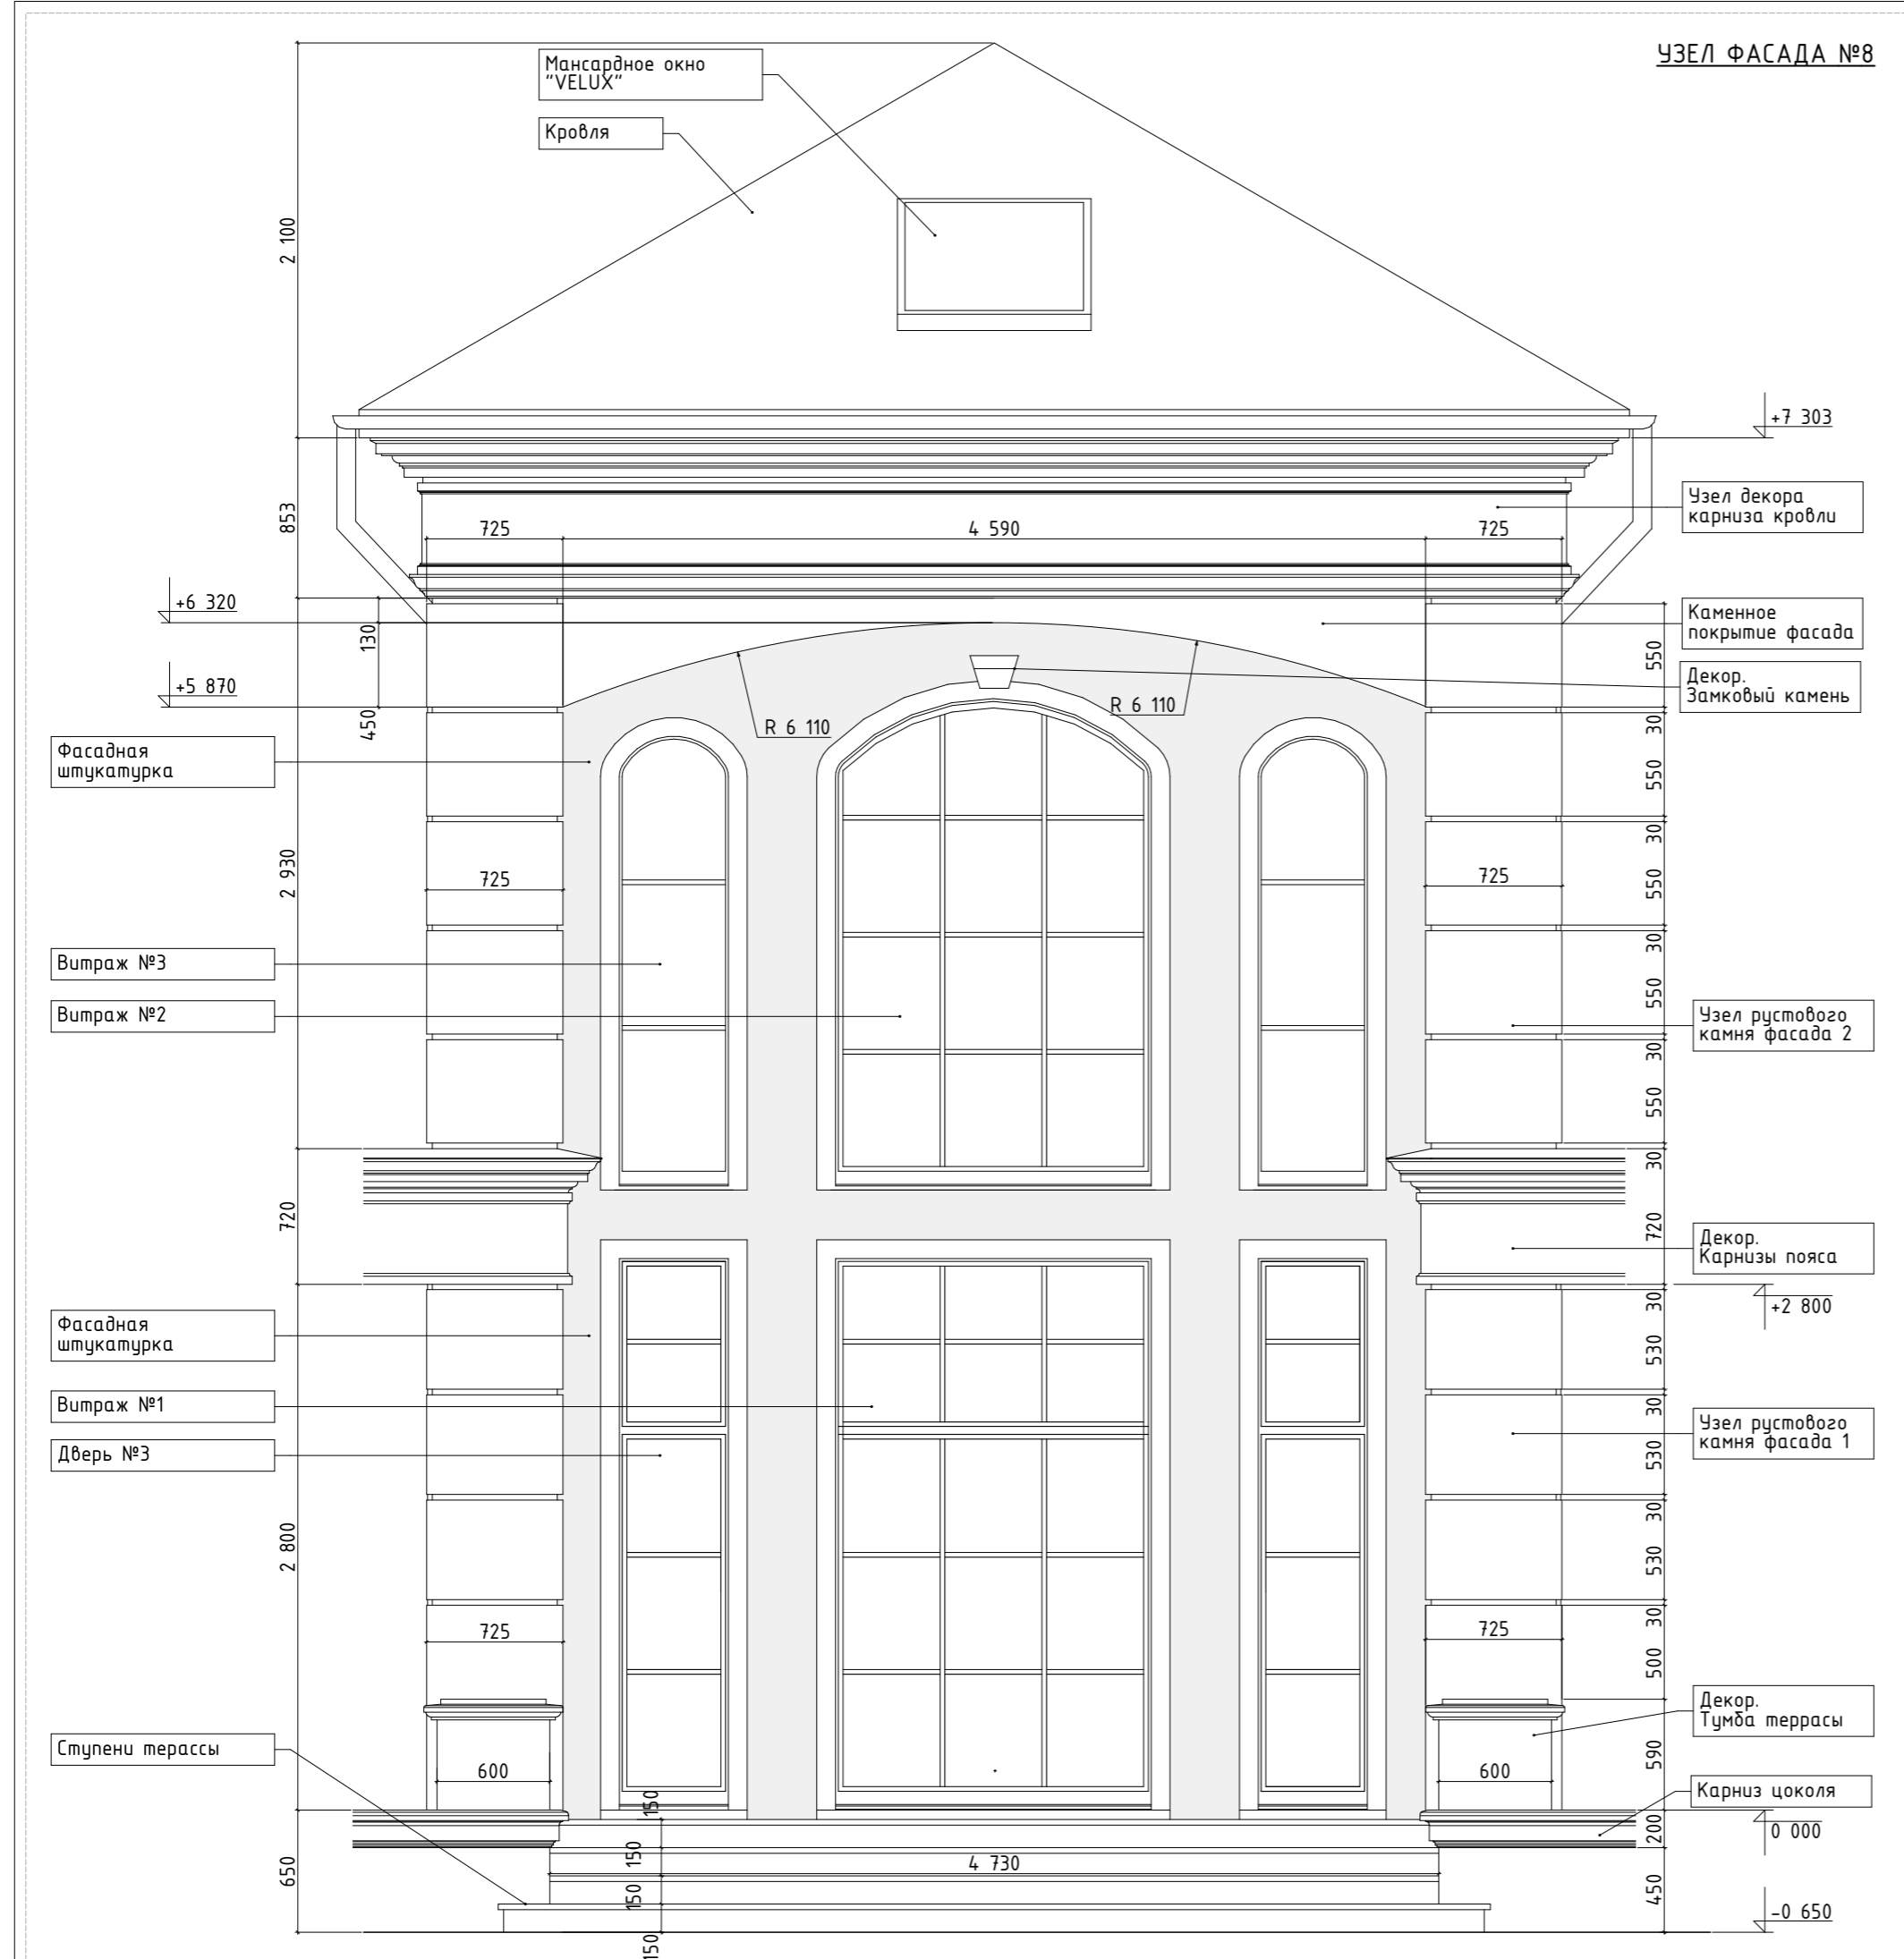 УЗЕЛ ФАСАДА №8
Мансардное окно
"VELUX"
Кровля
2 100
+7 303
Узел декора
карниза кровли
853
725
4 590
725
+6 320
Каменное
покрытие фасада
130
550
+5 870
Декор.
Замковый камень
450
R 6 110
R 6 110
30
Фасадная
штукатурка
550
30
2 930
725
725
550
30
Витраж №3
550
Витраж №2
Узел рустового
камня фасада 2
30
550
30
720
720
Декор.
Карнизы пояса
+2 800
30
Фасадная
штукатурка
530
Витраж №1
30
Узел рустового
камня фасада 1
Дверь №3
530
30
2 800
530
30
725
725
500
Декор.
Тумба террасы
Ступени терассы
590
600
600
Карниз цоколя
150
200
0 000
150
4 730
650
150
450
-0 650
150